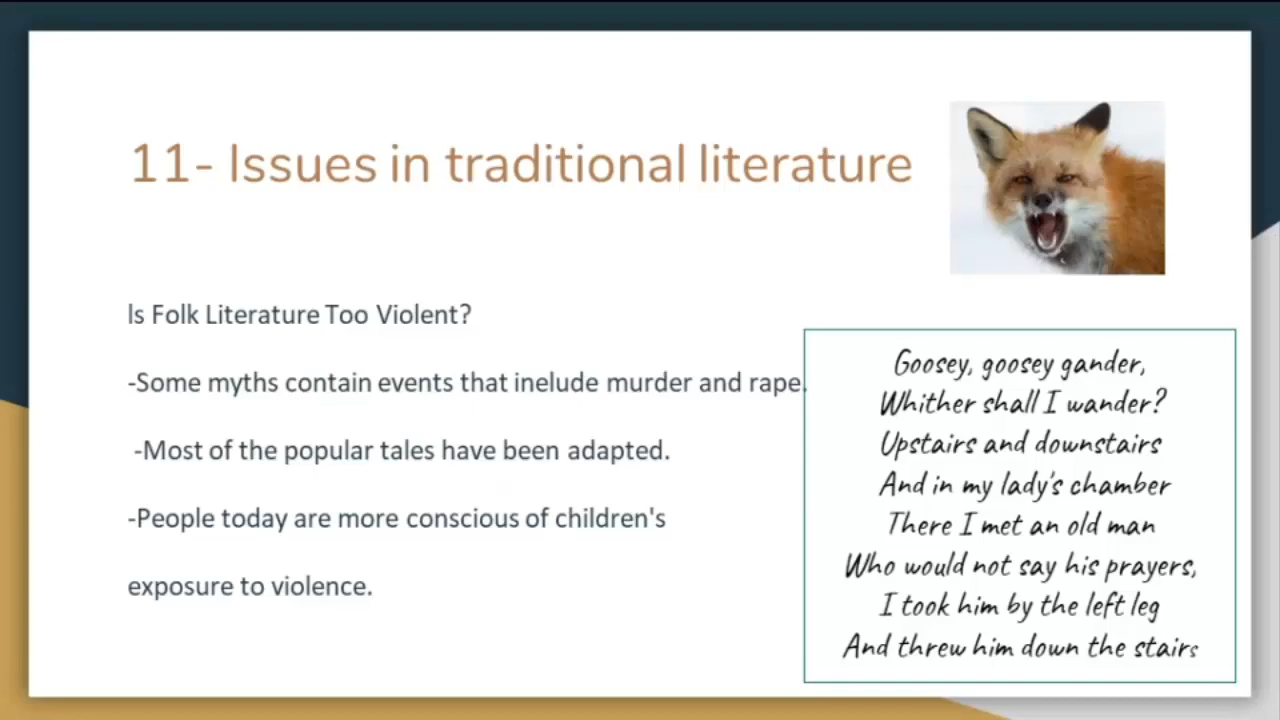 11- Issues in traditional literature
Is Folk Literature Too Violent?
-Some myths contain events that inelude murder and rape.
-Most of the popular tales have been adapted.
-People today are more conscious of children's
exposure to violence.
Goosey, goosey gander,
Whither shall I wander?
Upstairs and downstairs
And in my lady's chamber
There I met an old man
Who would not say his prayers,
I took him by the left leg
And threw him down the stairs